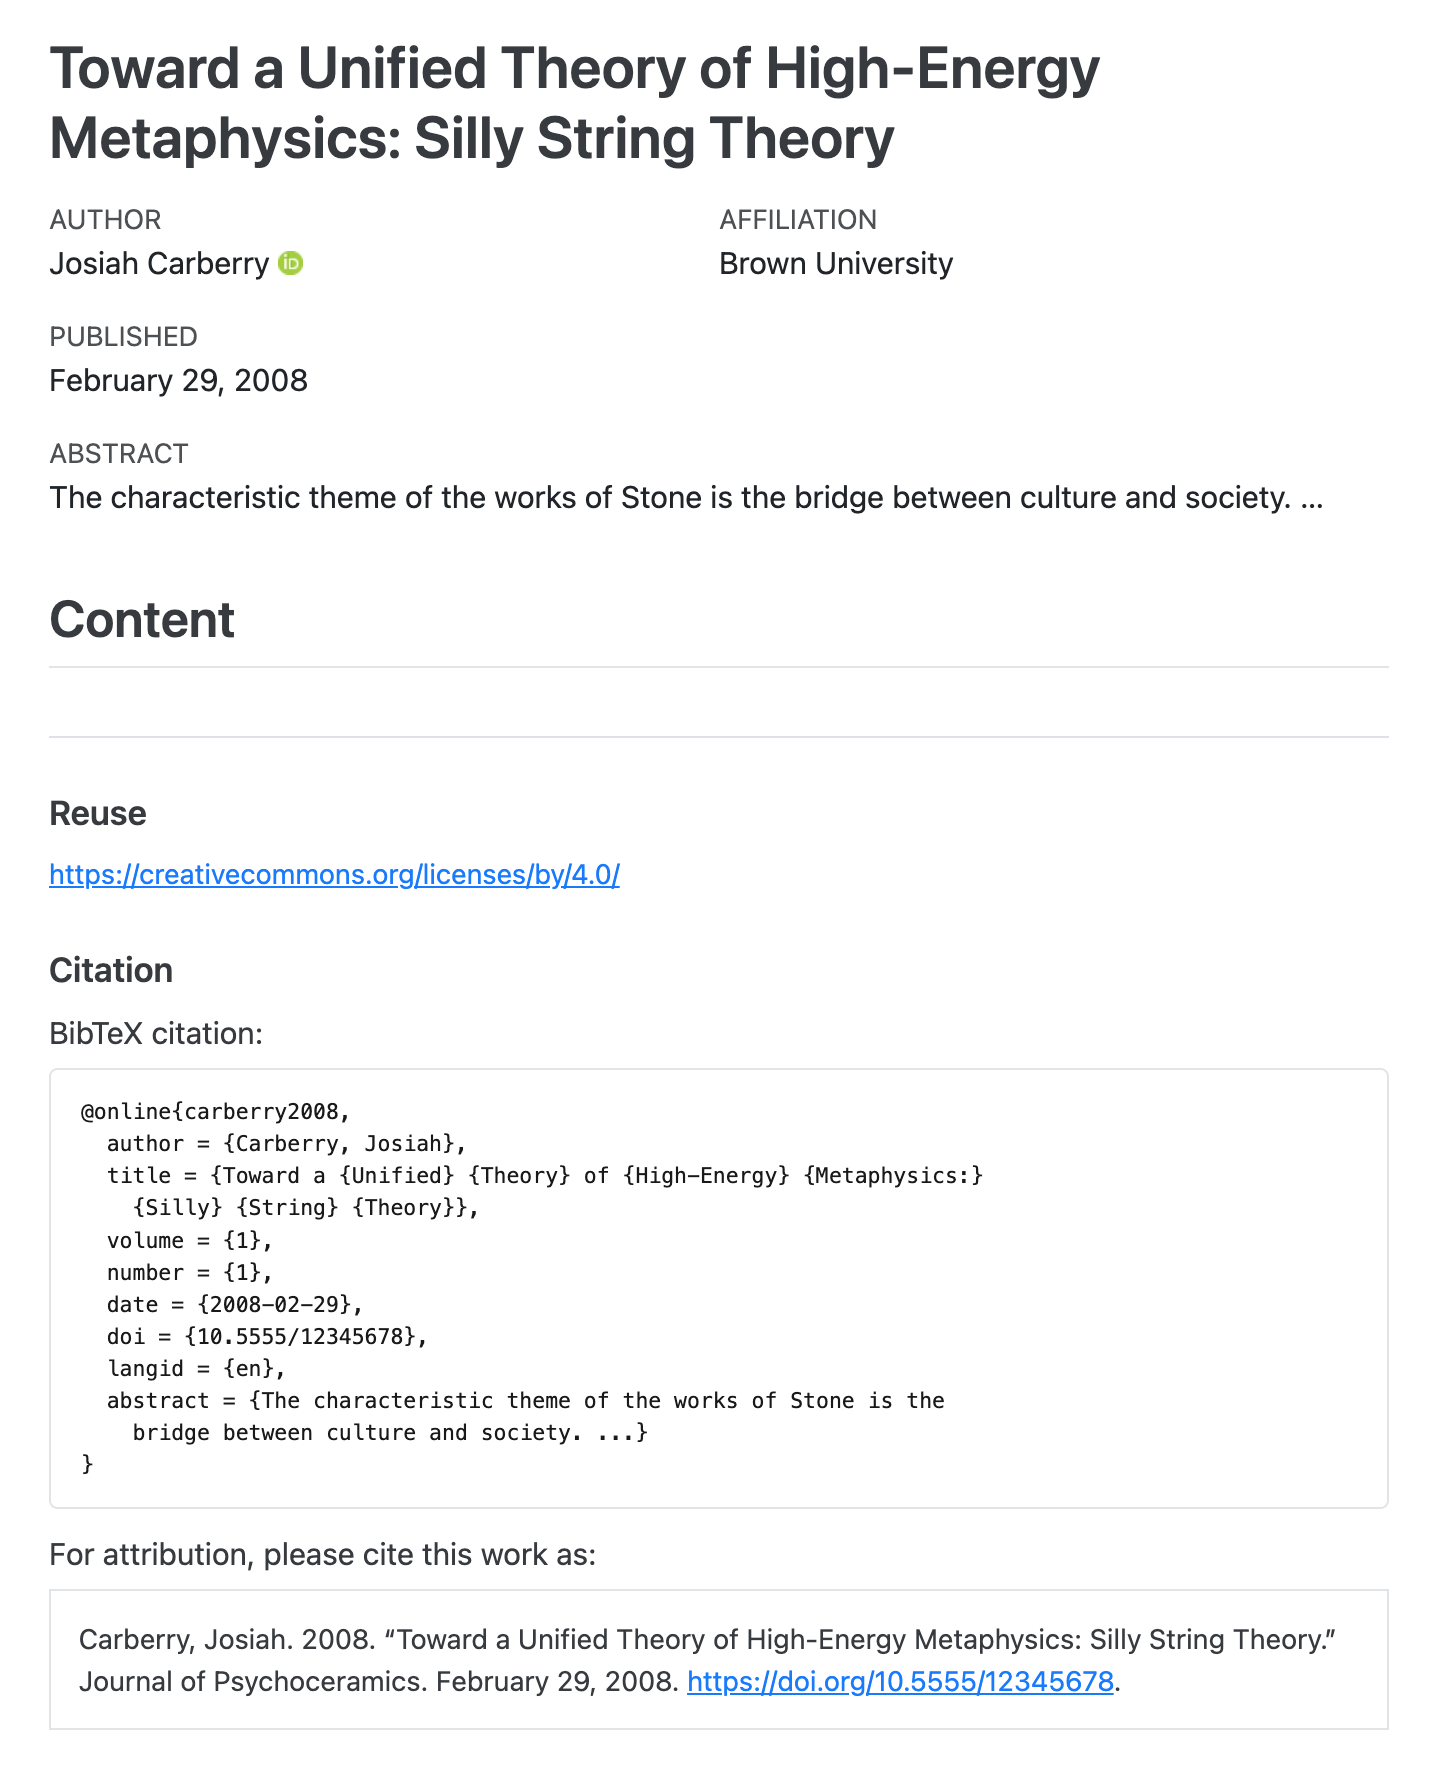 Toward a Unified Theory of High-Energy
Metaphysics: Silly String Theory
AUTHOR
AFFILIATION
Josiah Carberry iD
Brown University
PUBLISHED
February 29, 2008
ABSTRACT
The characteristic theme of the works of Stone is the bridge between culture and society. ...
Content
Reuse
https://creativecommons.org/licenses/by/4.0/
Citation
BibTeX citation:
@online{carberry2008,
  author = {Carberry, Josiah},
  title = {Toward a {Unified} {Theory} of {High-Energy} {Metaphysics:}
    {Silly} {String} {Theory}},
  volume = {1},
  number = {1},
  date = {2008-02-29},
  doi = {10.5555/12345678},
  langid = {en},
  abstract = {The characteristic theme of the works of Stone is the
    bridge between culture and society. ...}
}
For attribution, please cite this work as:
Carberry, Josiah. 2008. “Toward a Unified Theory of High-Energy Metaphysics: Silly String Theory.”
Journal of Psychoceramics. February 29, 2008. https://doi.org/10.5555/12345678.